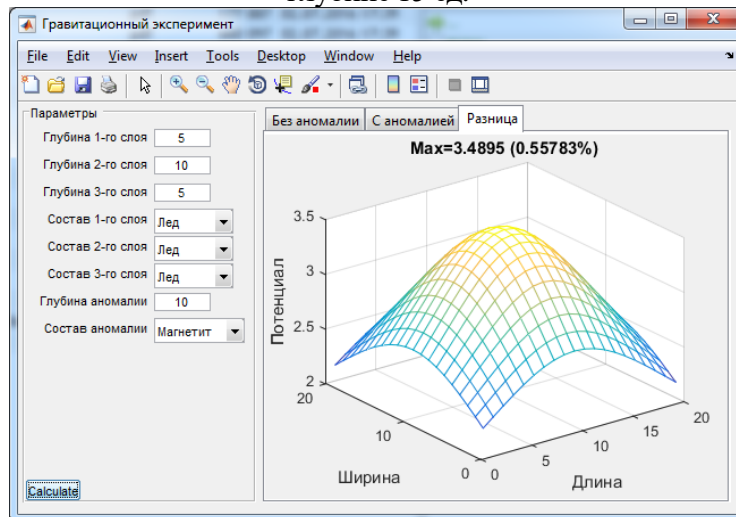 Гравитационный эксперимент
File Edit View Insert Tools Desktop Window Help
Параметры
Глубина 1-го слоя 5
Глубина 2-го слоя 10
Глубина 3-го слоя 5
Состав 1-го слоя Лед
Состав 2-го слоя Лед
Состав 3-го слоя Лед
Глубина аномалии 10
Состав аномалии Магнетит
Calculate
Без аномалии С аномалией Разница
Max=3.4895 (0.55783%)
Потенциал
3.5
3
2.5
2
20
10
0
Ширина
0
5
10
15
20
Длина